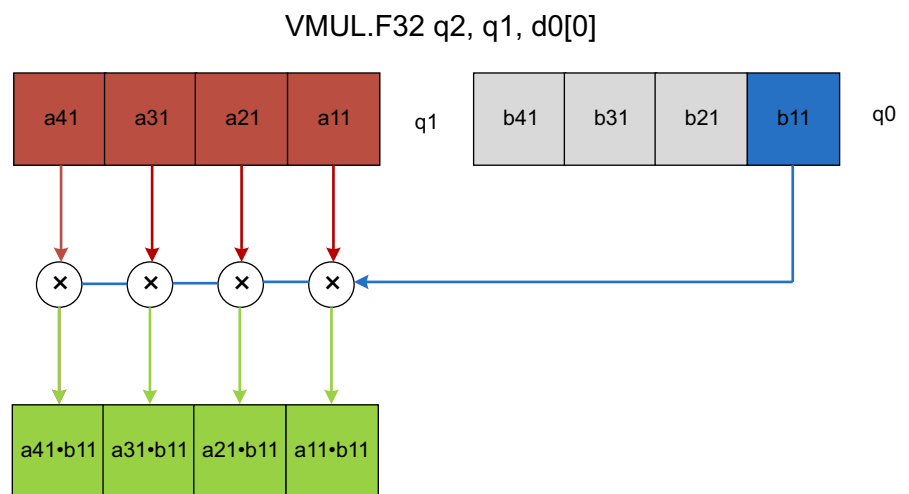 VMUL.F32 q2, q1, d0[0]
a41 a31 a21 a11 q1 b41 b31 b21 b11 q0
× × × ×
a41•b11 a31•b11 a21•b11 a11•b11